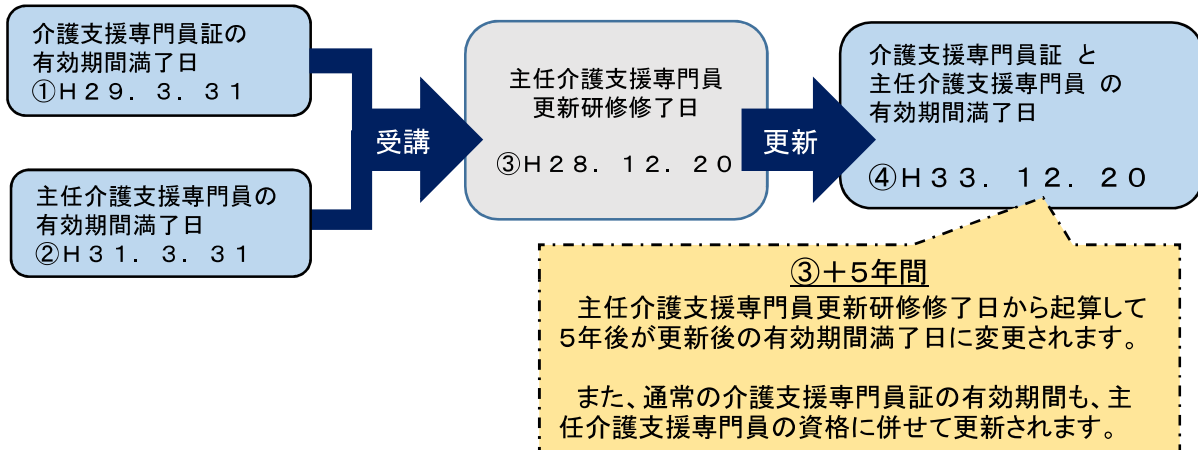 介護支援専門員証の
有効期間満了日
①H29．3．31
主任介護支援専門員の
有効期間満了日
②H31．3．31
受講
主任介護支援専門員
更新研修修了日
③H28．12．20
更新
介護支援専門員証 と
主任介護支援専門員 の
有効期間満了日
④H33．12．20
③＋5年間
主任介護支援専門員更新研修修了日から起算して
5年後が更新後の有効期間満了日に変更されます。
また、通常の介護支援専門員証の有効期間も、主
任介護支援専門員の資格に併せて更新されます。